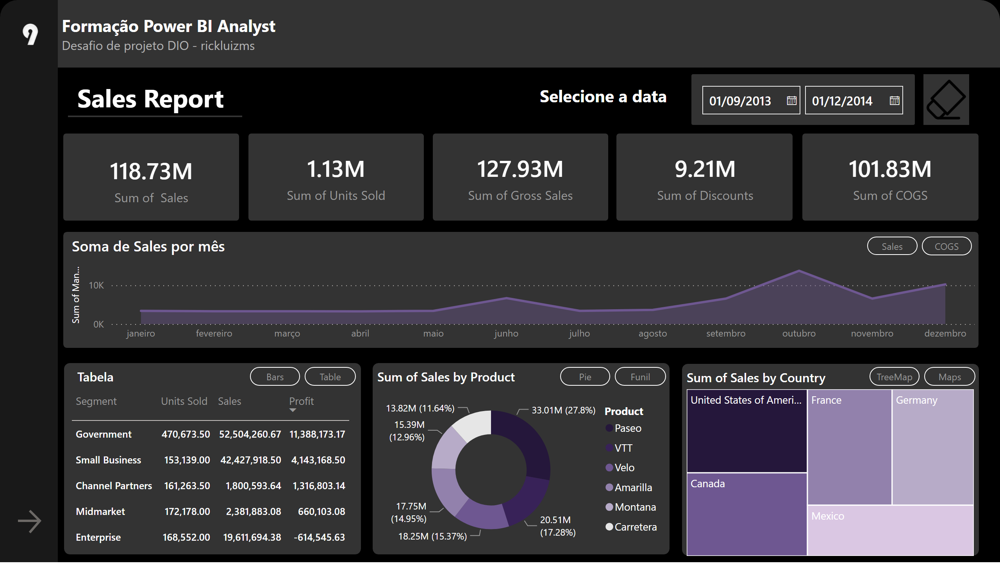 Formação Power BI Analyst
Desafio de projeto DIO - rickluizms
Sales Report
Selecione a data
01/09/2013
01/12/2014
118.73M
Sum of  Sales
1.13M
Sum of Units Sold
127.93M
Sum of Gross Sales
9.21M
Sum of Discounts
101.83M
Sum of COGS
Soma de Sales por mês
Sales
COGS
Sum of Man...
10K
0K
janeiro
fevereiro
março
abril
maio
junho
julho
agosto
setembro
outubro
novembro
dezembro
Tabela
Bars
Table
Segment Units Sold Sales Profit
Government 470,673.50 52,504,260.67 11,388,173.17
Small Business 153,139.00 42,427,918.50 4,143,168.50
Channel Partners 161,263.50 1,800,593.64 1,316,803.14
Midmarket 172,178.00 2,381,883.08 660,103.08
Enterprise 168,552.00 19,611,694.38 -614,545.63
Sum of Sales by Product
Pie
Funil
33.01M (27.8%)
20.51M
(17.28%)
18.25M (15.37%)
17.75M
(14.95%)
15.39M
(12.96%)
13.82M (11.64%)
Product
Paseo
VTT
Velo
Amarilla
Montana
Carretera
Sum of Sales by Country
TreeMap
Maps
United States of Ameri...
Canada
France
Germany
Mexico